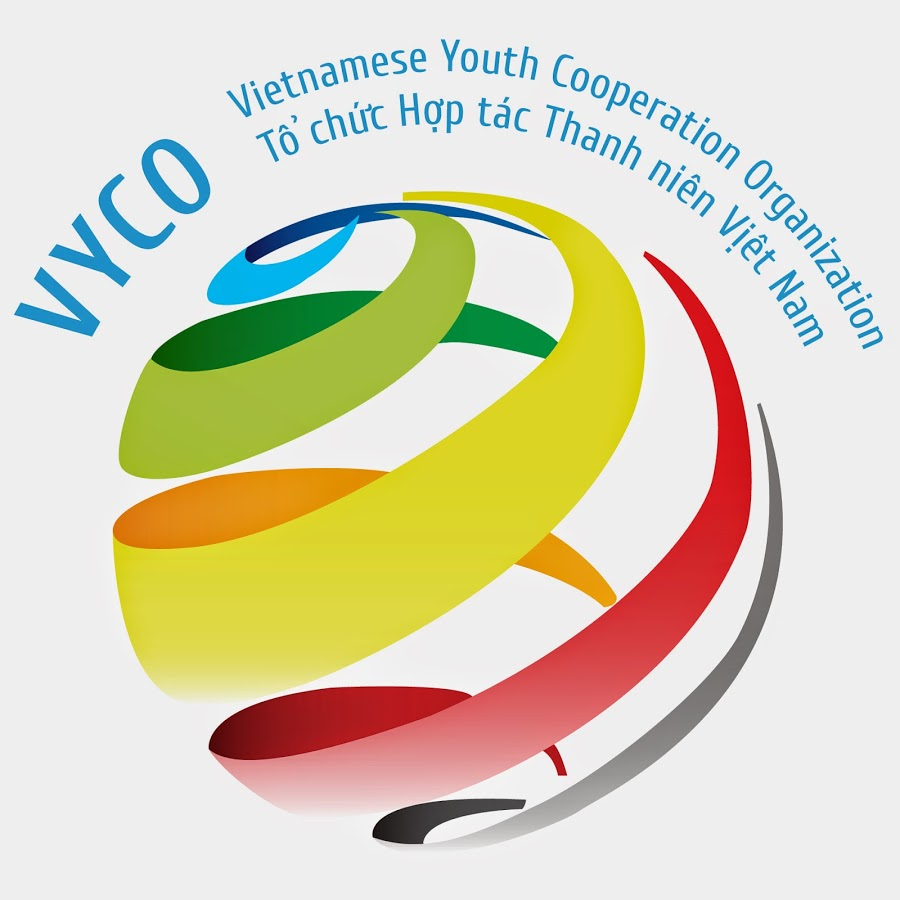 VYCO
Vietnamese Youth Cooperation Organization
Tổ chức Hợp tác Thanh niên Việt Nam